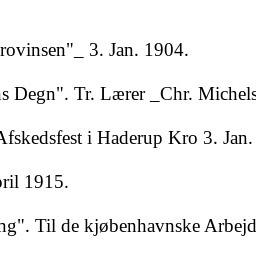 rovinsen"_ 3. Jan. 1904.
s Degn". Tr. Lærer _Chr. Michels
Afskedsfest i Haderup Kro 3. Jan.
ril 1915.
ng". Til de kjøbenhavnske Arbejd